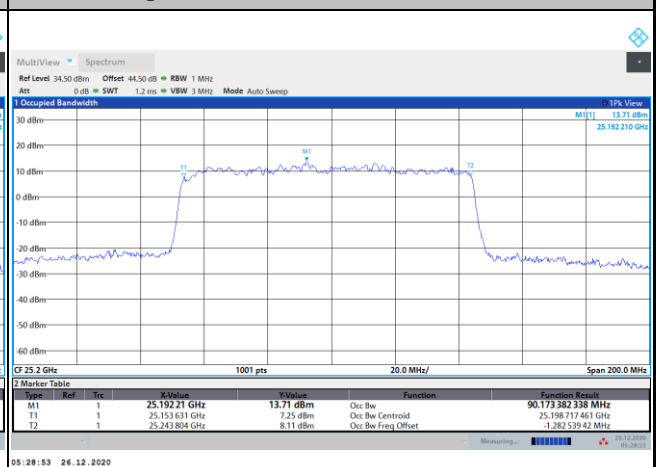 MultiView Spectrum
Ref Level 34.50 dBm Offset 44.50 dB RBW 1 MHz
Att 0 dB SWT 1.2 ms VBW 3 MHz Mode Auto Sweep
1 Occupied Bandwidth 1Pk View
M1[1] 13.71 dBm
25.192 210 GHz
30 dBm
20 dBm
M1
T1
T2
10 dBm
0 dBm
-10 dBm
-20 dBm
-30 dBm
-40 dBm
-50 dBm
-60 dBm
CF 25.2 GHz 1001 pts 20.0 MHz/ Span 200.0 MHz
2 Marker Table
Type Ref Trc X-Value Y-Value Function Function Result
M1 1 25.192 21 GHz 13.71 dBm Occ Bw 90.173 382 338 MHz
T1 1 25.153 631 GHz 7.25 dBm Occ Bw Centroid 25.198 717 461 GHz
T2 1 25.243 804 GHz 8.11 dBm Occ Bw Freq Offset -1.282 539 42 MHz
Measuring... 26.12.2020
05:28:53
05:28:53 26.12.2020